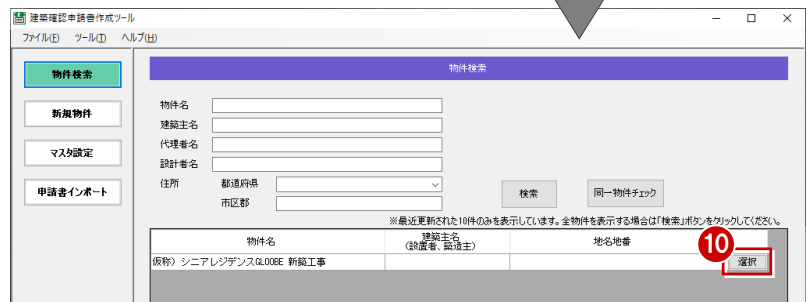 建築確認申請書作成ツール
ファイル(F) ツール(T) ヘルプ(H)
物件検索
物件検索
新規物件
マスタ設定
申請書インポート
物件名
建築主名
代理者名
設計者名
住所 都道府県
市区郡
検索 同一物件チェック
※最近更新された10件のみを表示しています。全物件を表示する場合は「検索」ボタンをクリックしてください。
物件名 建築主名 (設置者、築造主) 地名地番
10
仮称）シニアレジデンスGLOOBE 新築工事 選択